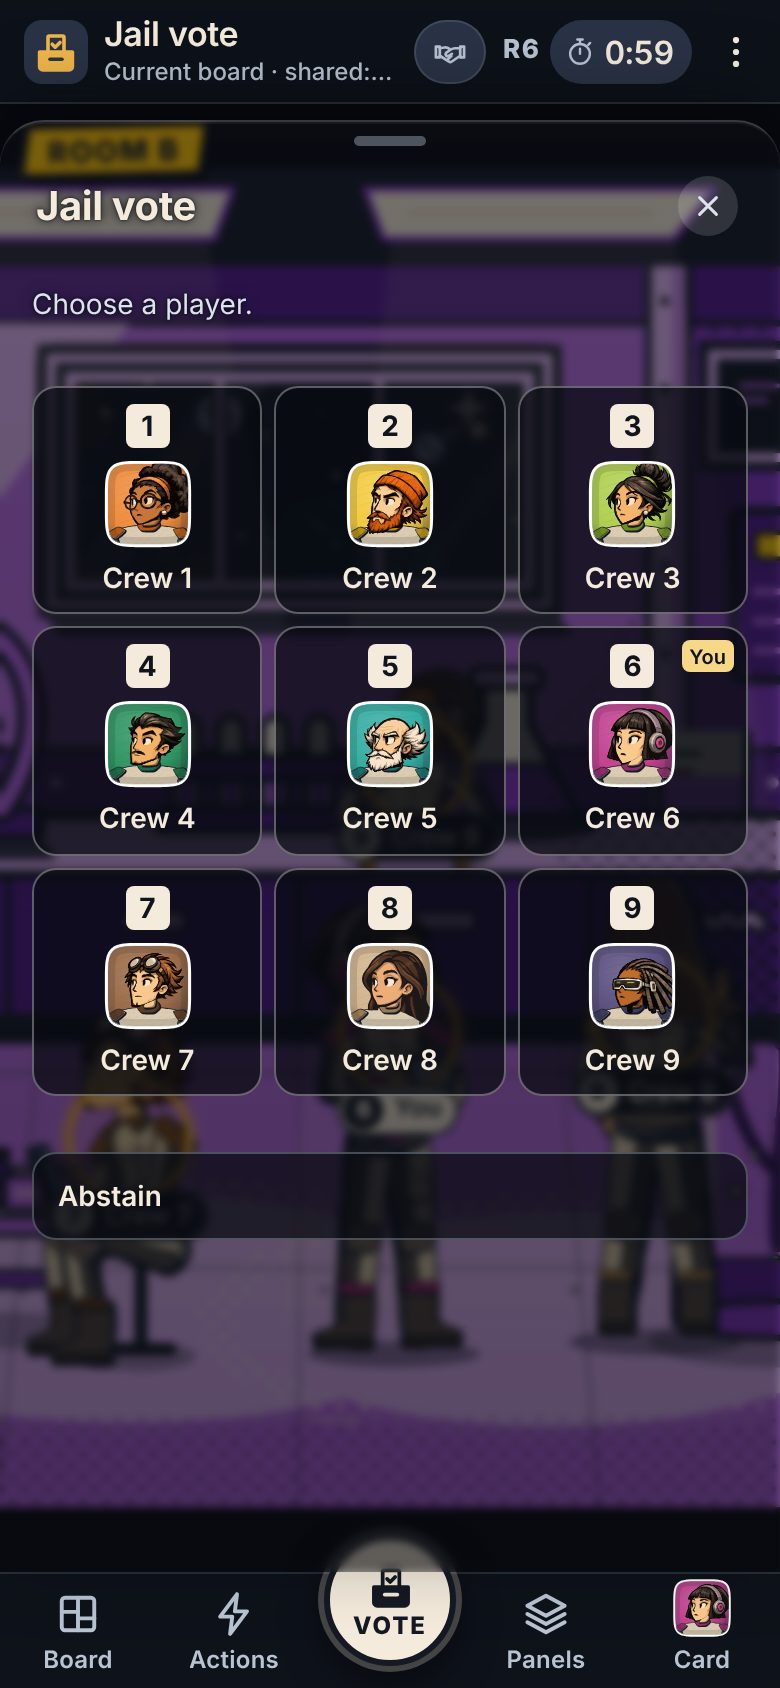 Jail vote
Current board · shared:...
R6
0:59
ROOM B
Jail vote
Choose a player.
1
2
3
Crew 1
Crew 2
Crew 3
4
5
6
You
Crew 4
Crew 5
Crew 6
7
8
9
Crew 7
Crew 8
Crew 9
You
Abstain
VOTE
Board
Actions
Panels
Card